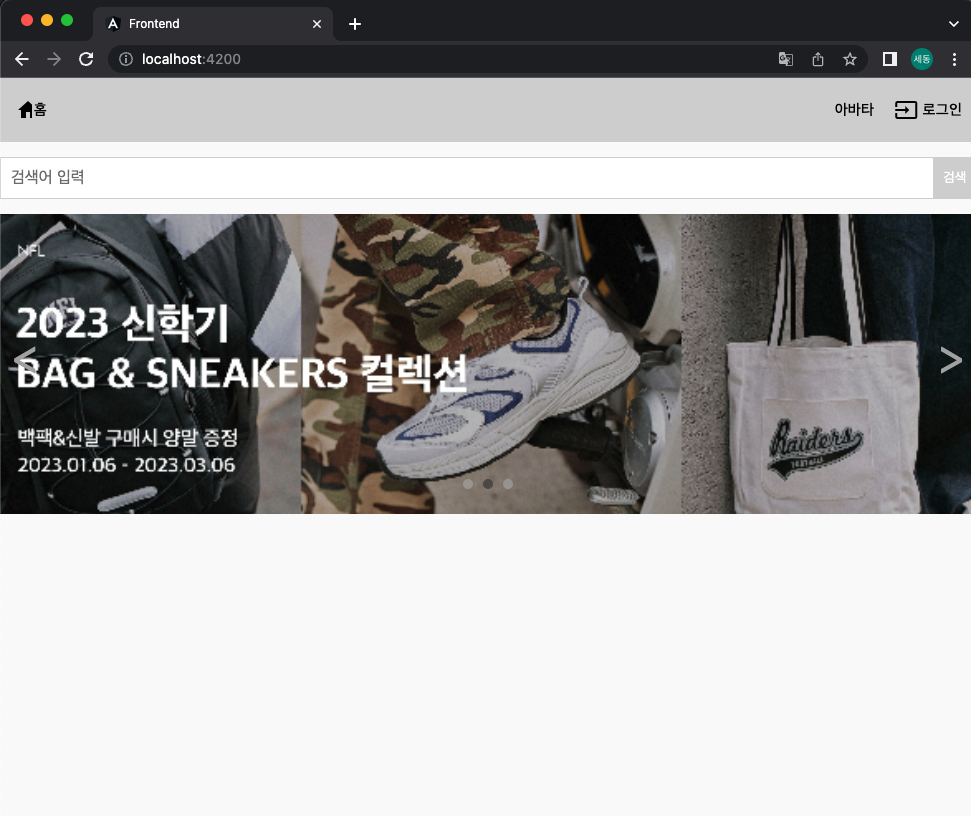 Frontend
localhost:4200
세동
홈
아바타
로그인
검색어 입력
검색
NFL
2023 신학기
BAG & SNEAKERS 컬렉션
백팩&신발 구매시 양말 증정
2023.01.06 - 2023.03.06
Raiders